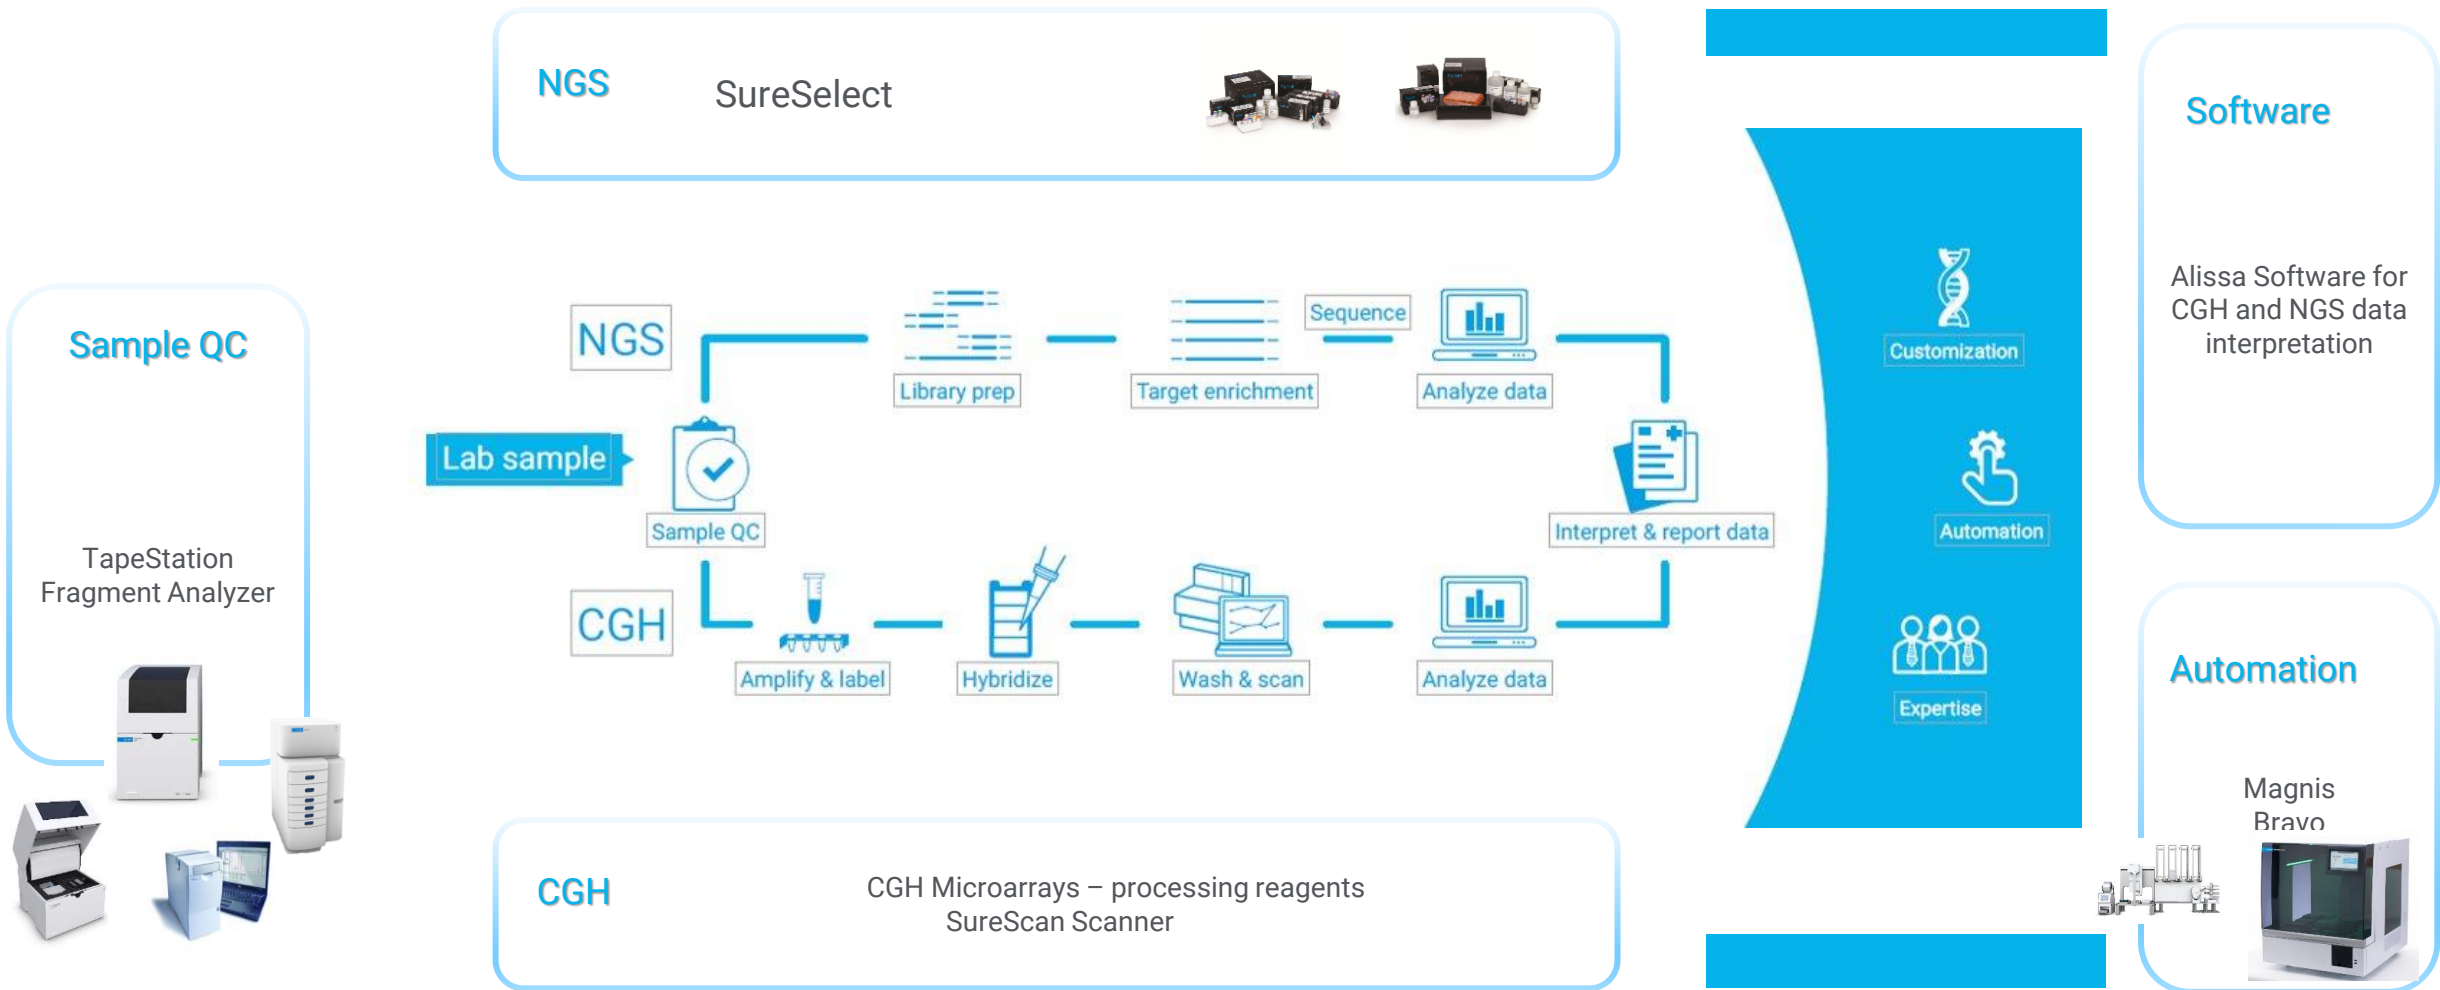 NGS
SureSelect
Software
Alissa Software for
CGH and NGS data
interpretation
Sample QC
TapeStation
Fragment Analyzer
NGS
Library prep
Target enrichment
Sequence
Analyze data
Lab sample
Sample QC
Interpret & report data
CGH
Amplify & label
Hybridize
Wash & scan
Analyze data
Customization
Automation
Expertise
Automation
Magnis
Bravo
CGH
CGH Microarrays – processing reagents
SureScan Scanner